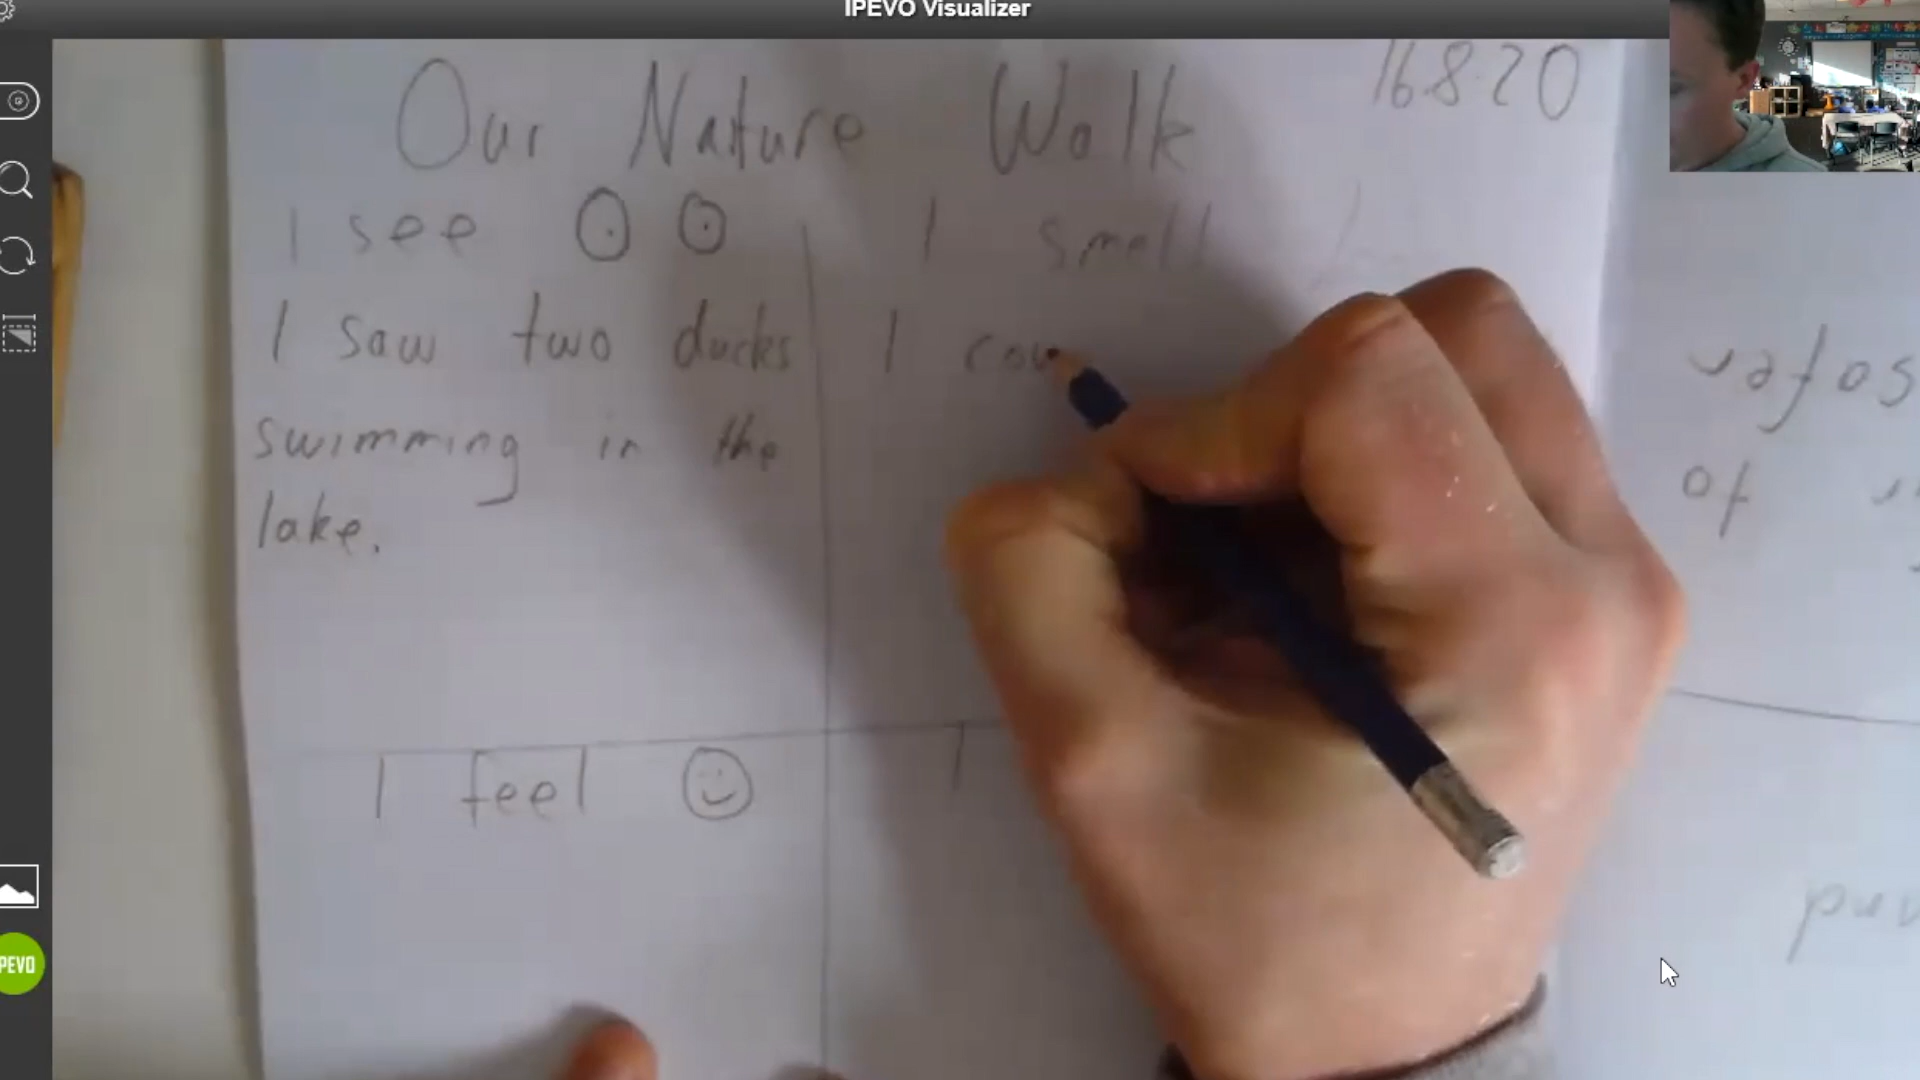 IPEVO Visualizer
Our Nature Walk
16.8.20
I see
I smell
I saw two ducks
swimming in the
lake.
I cou
I feel
I
PEVO